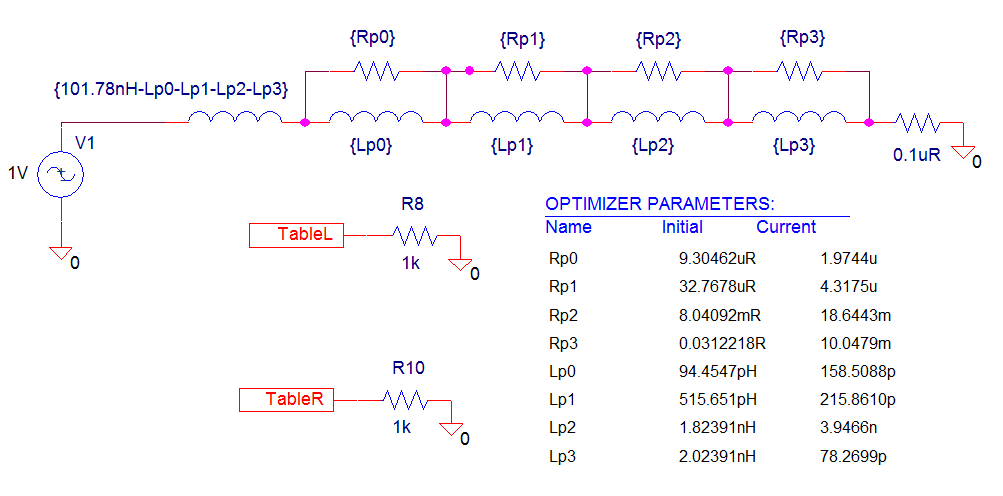 {Rp0}
{Rp1}
{Rp2}
{Rp3}
{101.78nH-Lp0-Lp1-Lp2-Lp3}
V1
1V
{Lp0}
{Lp1}
{Lp2}
{Lp3}
0.1uR
0
0
R8
TableL
1k
0
R10
TableR
1k
0
OPTIMIZER PARAMETERS:
Name Initial Current
Rp0 9.30462uR 1.9744u
Rp1 32.7678uR 4.3175u
Rp2 8.04092mR 18.6443m
Rp3 0.0312218R 10.0479m
Lp0 94.4547pH 158.5088p
Lp1 515.651pH 215.8610p
Lp2 1.82391nH 3.9466n
Lp3 2.02391nH 78.2699p